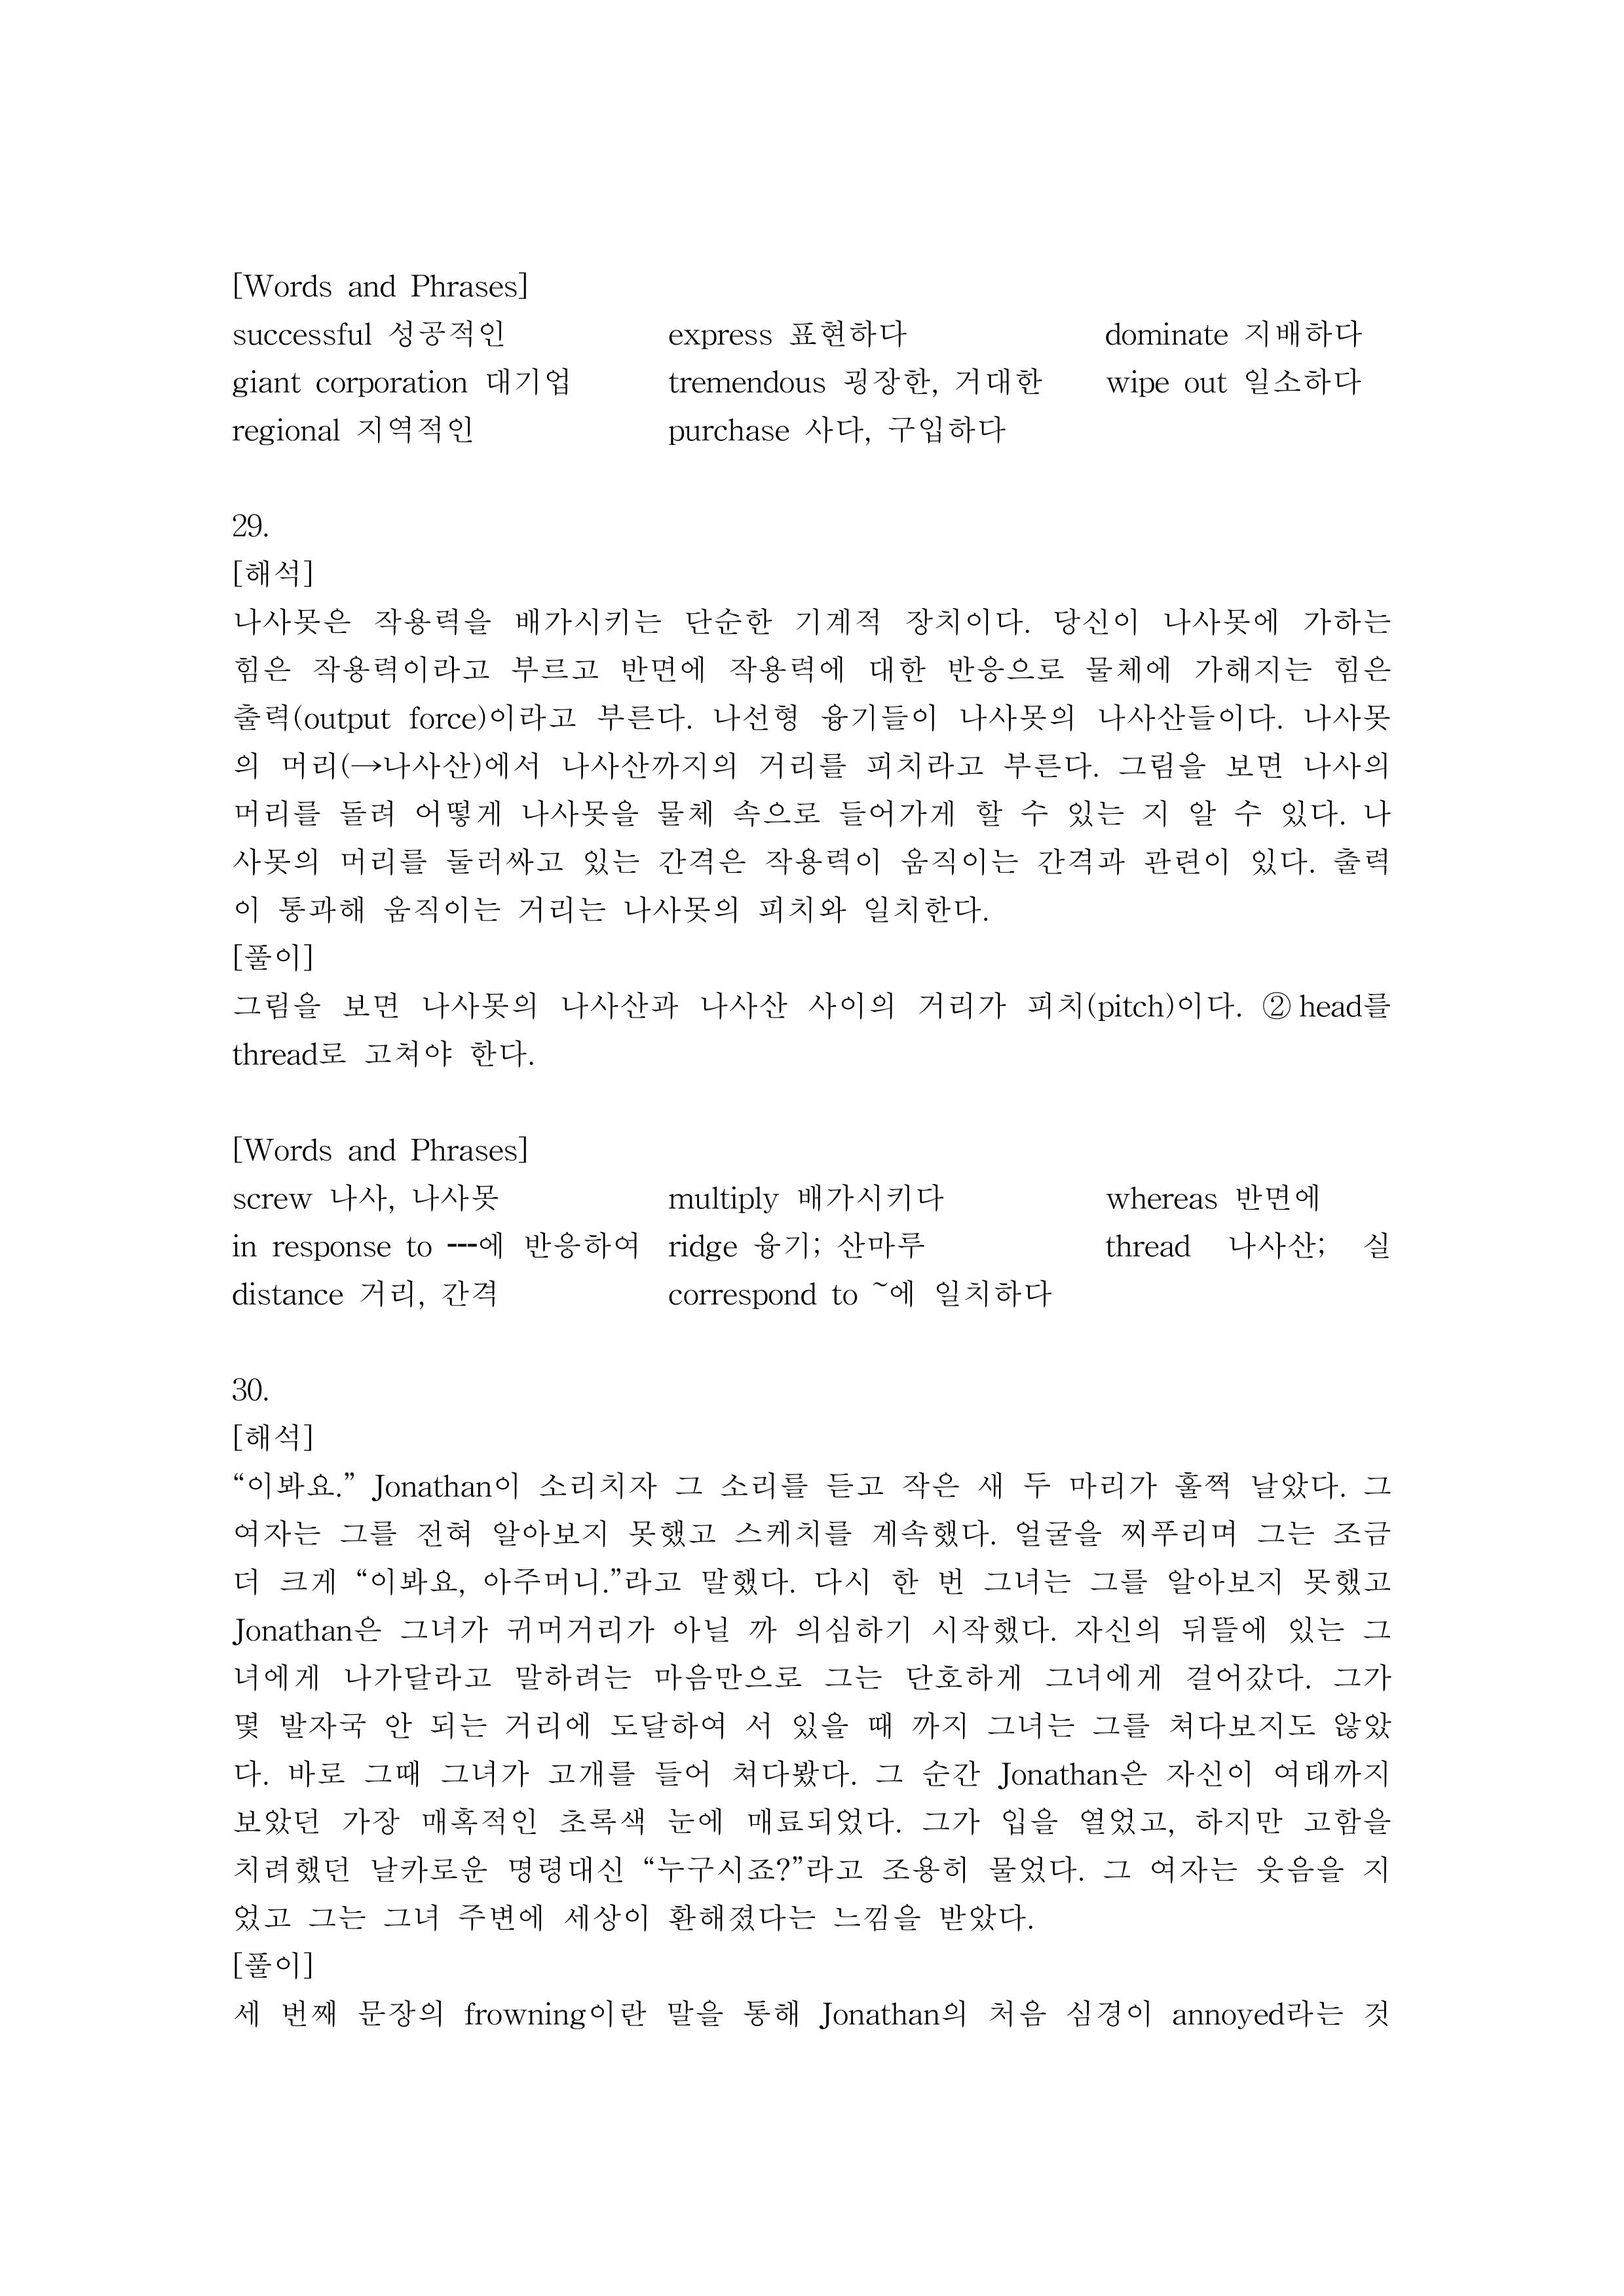 [Words and Phrases]
successful 성공적인 express 표현하다 dominate 지배하다
giant corporation 대기업 tremendous 굉장한, 거대한 wipe out 일소하다
regional 지역적인 purchase 사다, 구입하다
29.
[해석]
나사못은 작용력을 배가시키는 단순한 기계적 장치이다. 당신이 나사못에 가하는
힘은 작용력이라고 부르고 반면에 작용력에 대한 반응으로 물체에 가해지는 힘은
출력(output force)이라고 부른다. 나선형 융기들이 나사못의 나사산들이다. 나사못
의 머리(→나사산)에서 나사산까지의 거리를 피치라고 부른다. 그림을 보면 나사의
머리를 돌려 어떻게 나사못을 물체 속으로 들어가게 할 수 있는 지 알 수 있다. 나
사못의 머리를 둘러싸고 있는 간격은 작용력이 움직이는 간격과 관련이 있다. 출력
이 통과해 움직이는 거리는 나사못의 피치와 일치한다.
[풀이]
그림을 보면 나사못의 나사산과 나사산 사이의 거리가 피치(pitch)이다. ② head를
thread로 고쳐야 한다.
[Words and Phrases]
screw 나사, 나사못 multiply 배가시키다 whereas 반면에
in response to ---에 반응하여 ridge 융기; 산마루 thread 나사산; 실
distance 거리, 간격 correspond to ~에 일치하다
30.
[해석]
“이봐요.” Jonathan이 소리치자 그 소리를 듣고 작은 새 두 마리가 훌쩍 날았다. 그
여자는 그를 전혀 알아보지 못했고 스케치를 계속했다. 얼굴을 찌푸리며 그는 조금
더 크게 “이봐요, 아주머니.”라고 말했다. 다시 한 번 그녀는 그를 알아보지 못했고
Jonathan은 그녀가 귀머거리가 아닐 까 의심하기 시작했다. 자신의 뒤뜰에 있는 그
녀에게 나가달라고 말하려는 마음만으로 그는 단호하게 그녀에게 걸어갔다. 그가
몇 발자국 안 되는 거리에 도달하여 서 있을 때 까지 그녀는 그를 쳐다보지도 않았
다. 바로 그때 그녀가 고개를 들어 쳐다봤다. 그 순간 Jonathan은 자신이 여태까지
보았던 가장 매혹적인 초록색 눈에 매료되었다. 그가 입을 열었고, 하지만 고함을
치려했던 날카로운 명령대신 “누구시죠?”라고 조용히 물었다. 그 여자는 웃음을 지
었고 그는 그녀 주변에 세상이 환해졌다는 느낌을 받았다.
[풀이]
세 번째 문장의 frowning이란 말을 통해 Jonathan의 처음 심경이 annoyed라는 것